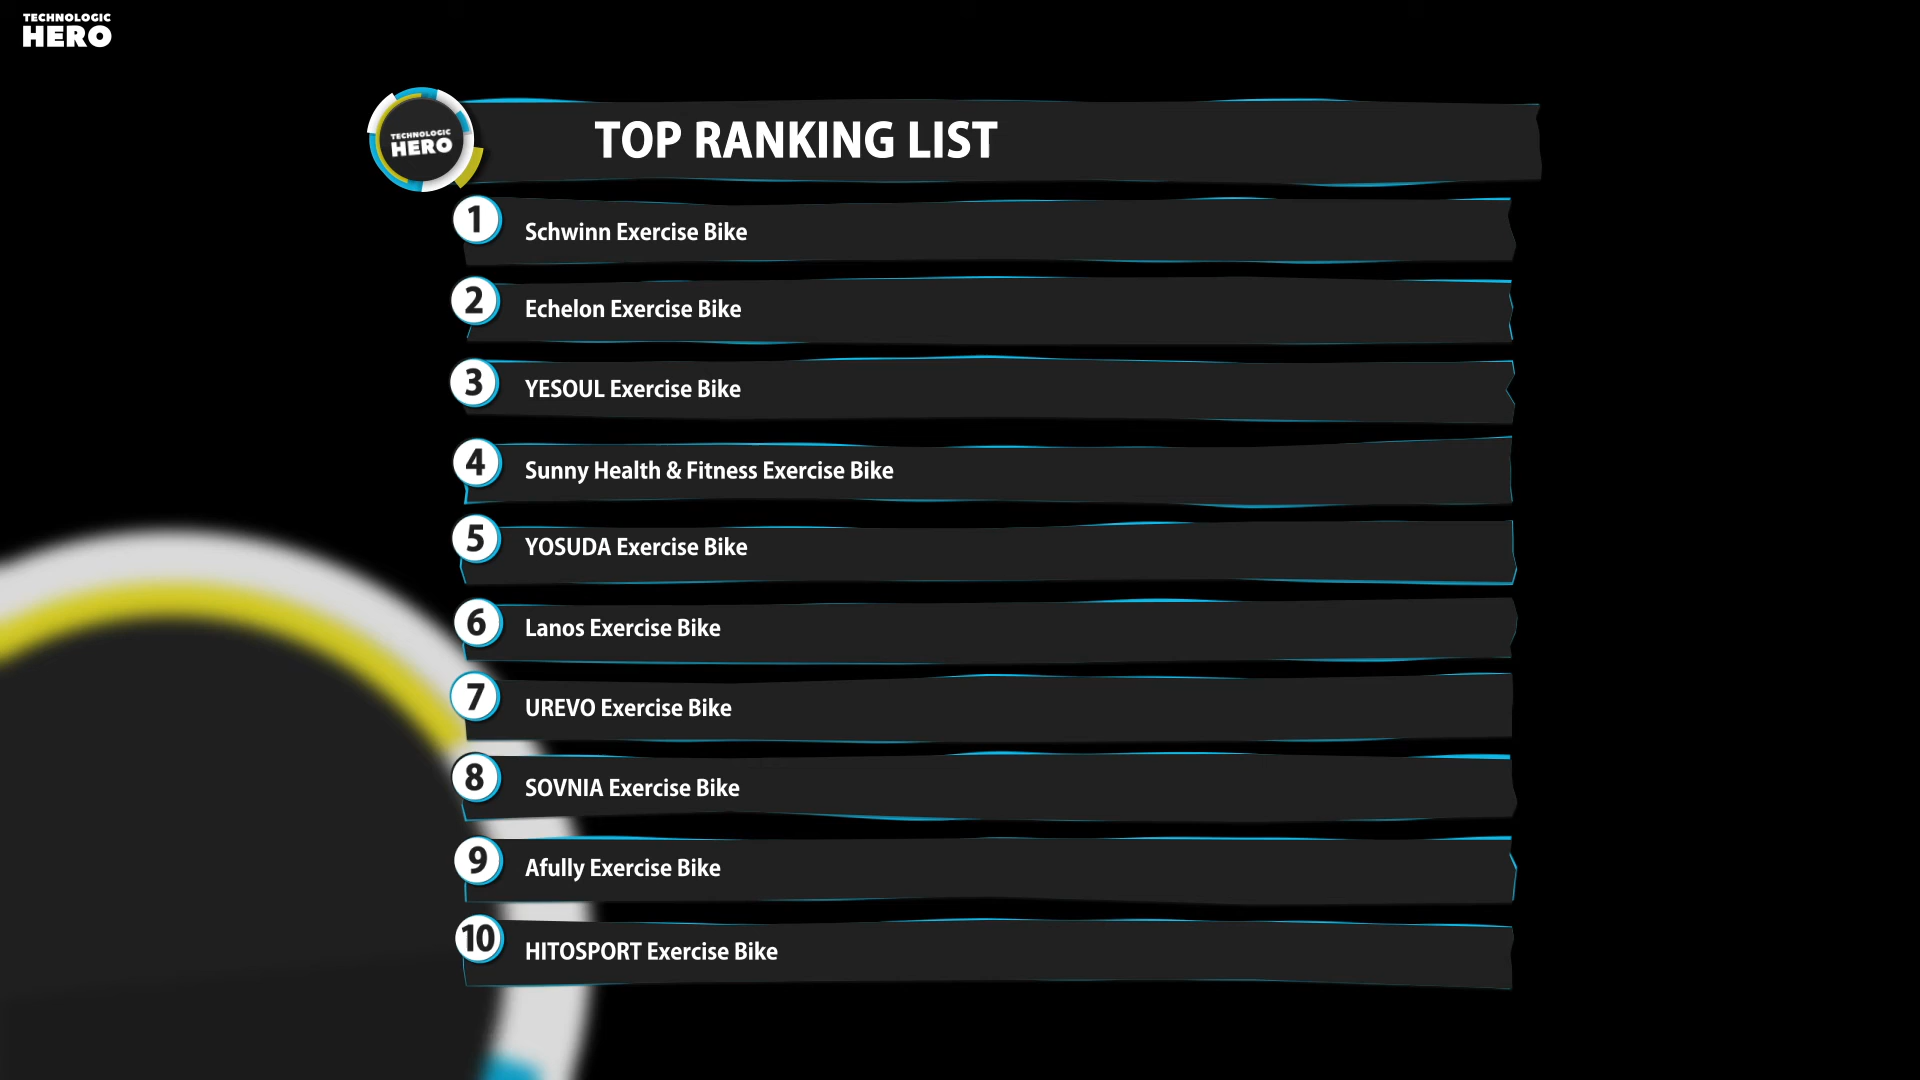 TECHNOLOGIC
HERO
TECHNOLOGIC
HERO
TOP RANKING LIST
1
Schwinn Exercise Bike
2
Echelon Exercise Bike
3
YESOUL Exercise Bike
4
Sunny Health & Fitness Exercise Bike
5
YOSUDA Exercise Bike
6
Lanos Exercise Bike
7
UREVO Exercise Bike
8
SOVNIA Exercise Bike
9
Afully Exercise Bike
10
HITOSPORT Exercise Bike